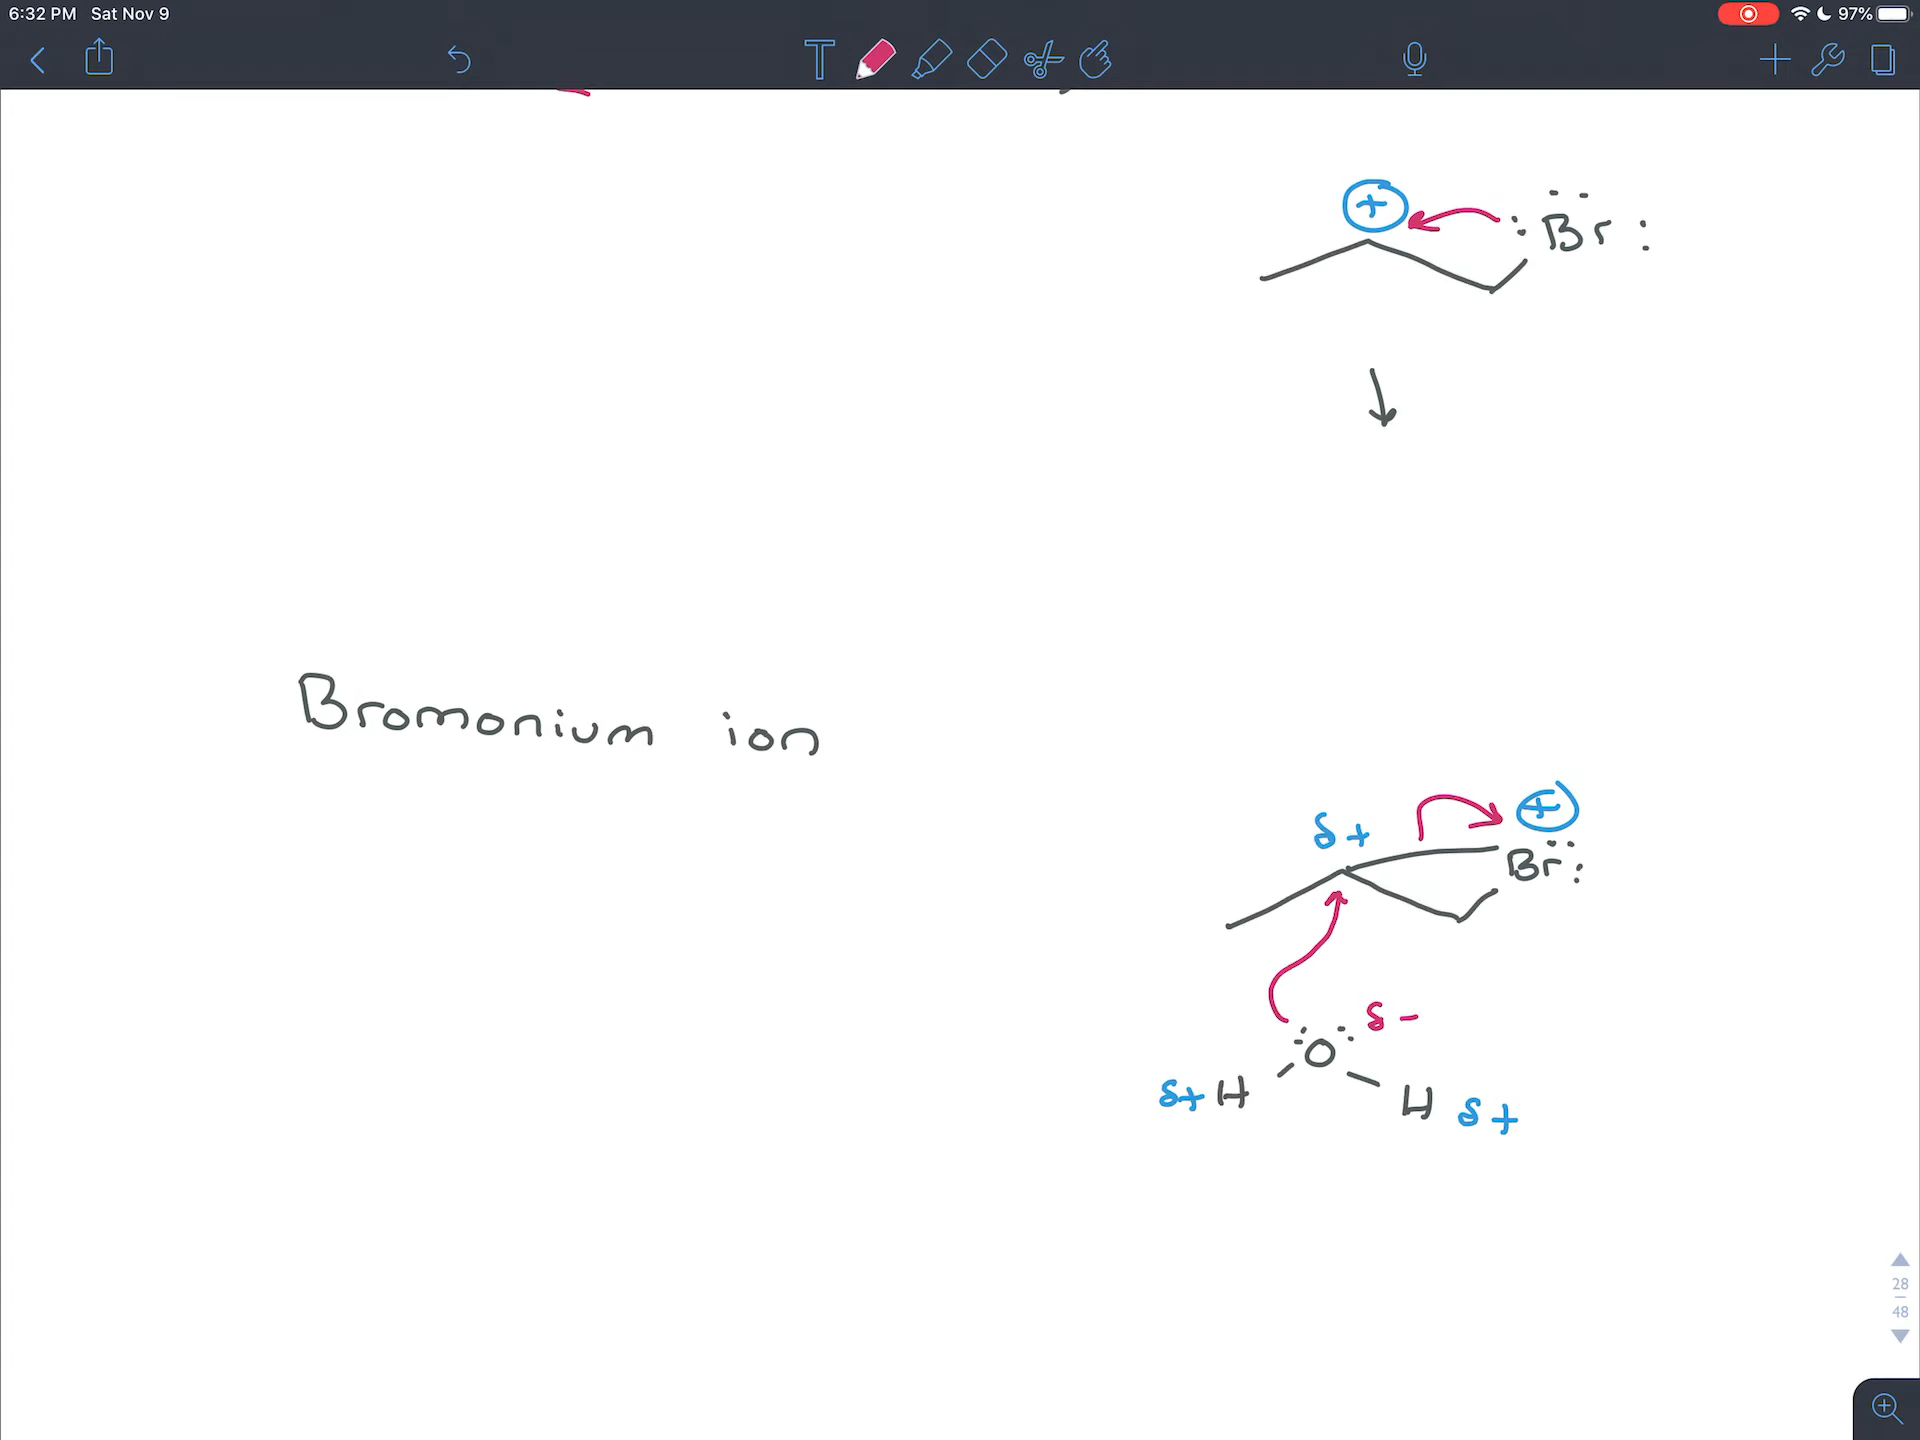 6:32 PM Sat Nov 9
97%
T
+
: Br :
Bromonium ion
δ+
+
Br:
δ-
O
δ+ H
H δ+
28
48